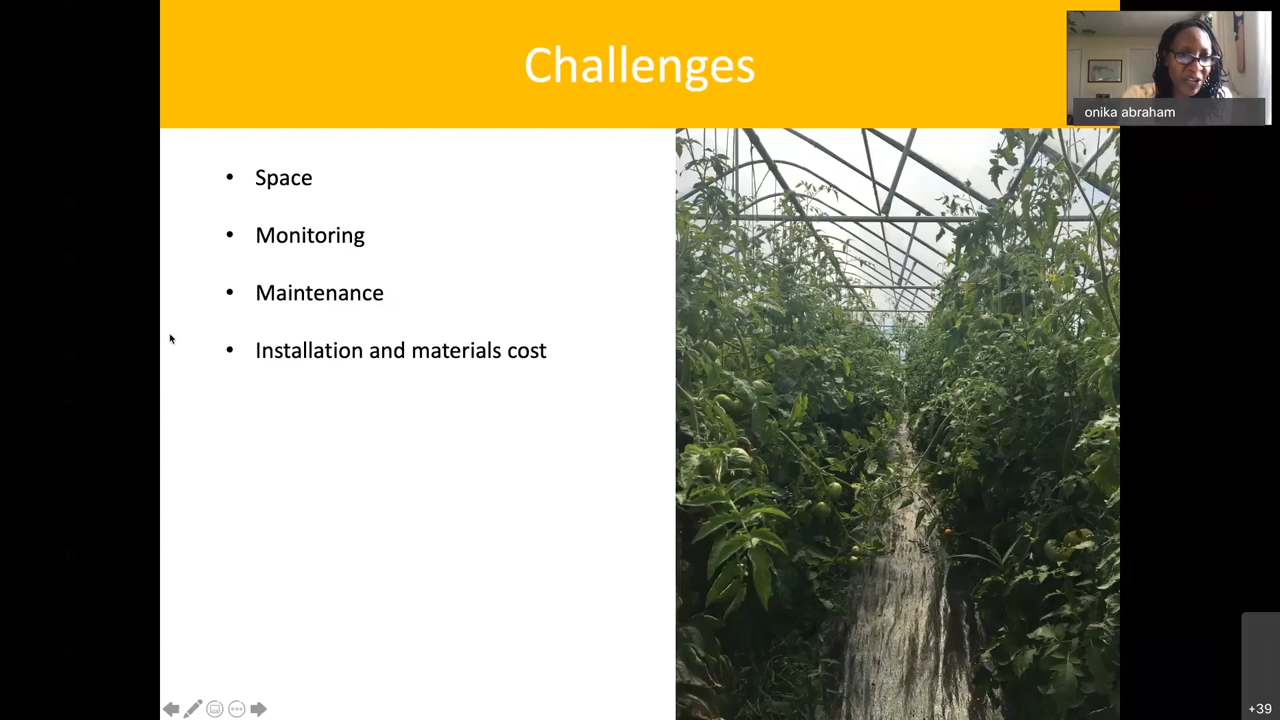 Challenges
onika abraham
• Space
• Monitoring
• Maintenance
• Installation and materials cost
+39